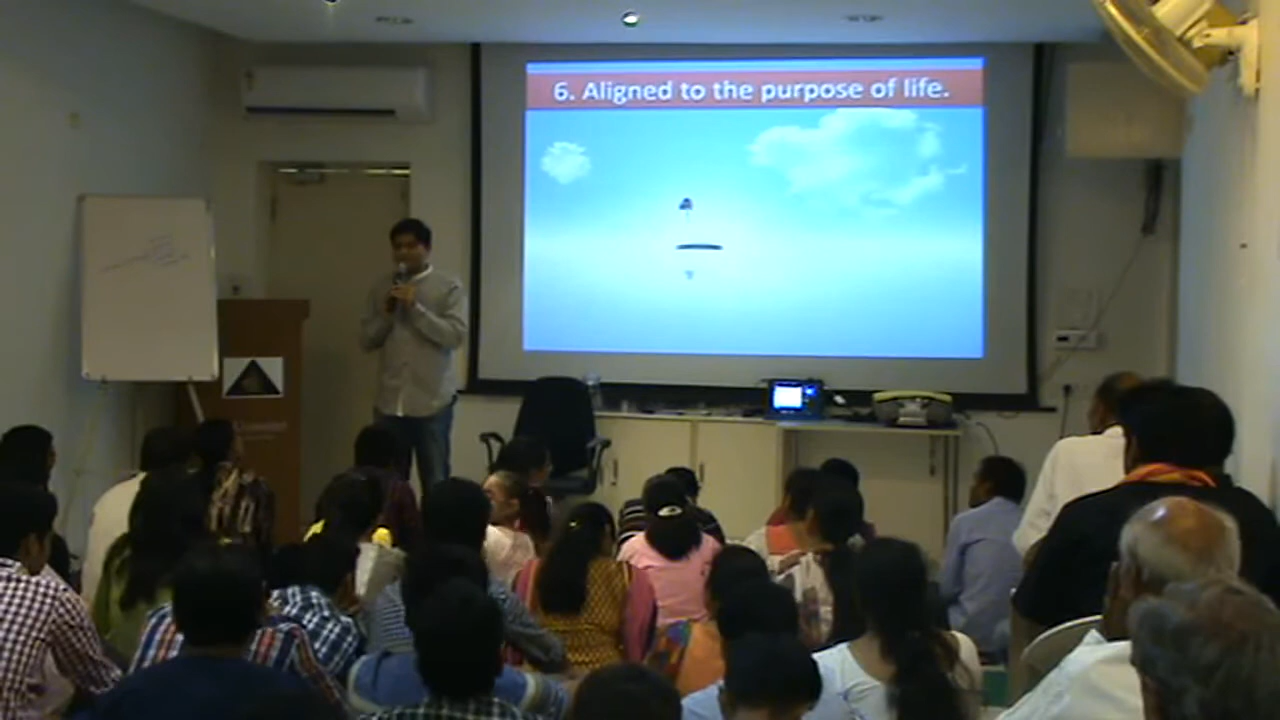 6. Aligned to the purpose of life.